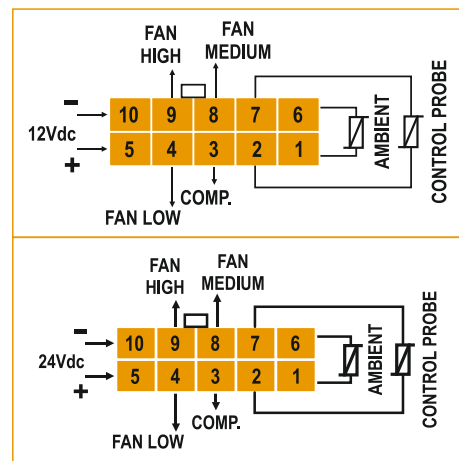 FAN
HIGH
FAN
MEDIUM
−
12Vdc
+
10 9 8 7 6
5 4 3 2 1
AMBIENT
CONTROL PROBE
COMP.
FAN LOW
FAN
HIGH
FAN
MEDIUM
−
24Vdc
+
10 9 8 7 6
5 4 3 2 1
AMBIENT
CONTROL PROBE
COMP.
FAN LOW